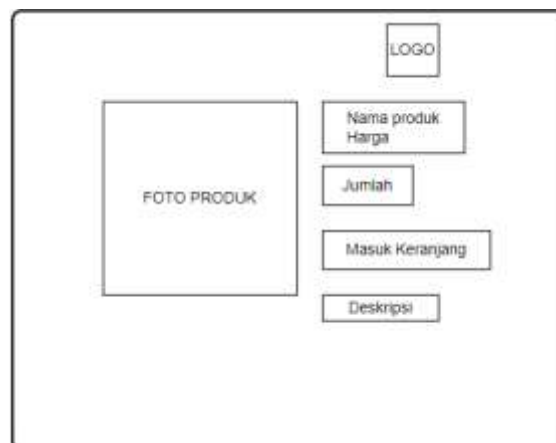 LOGO
FOTO PRODUK
Nama produk
Harga
Jumlah
Masuk Keranjang
Deskripsi